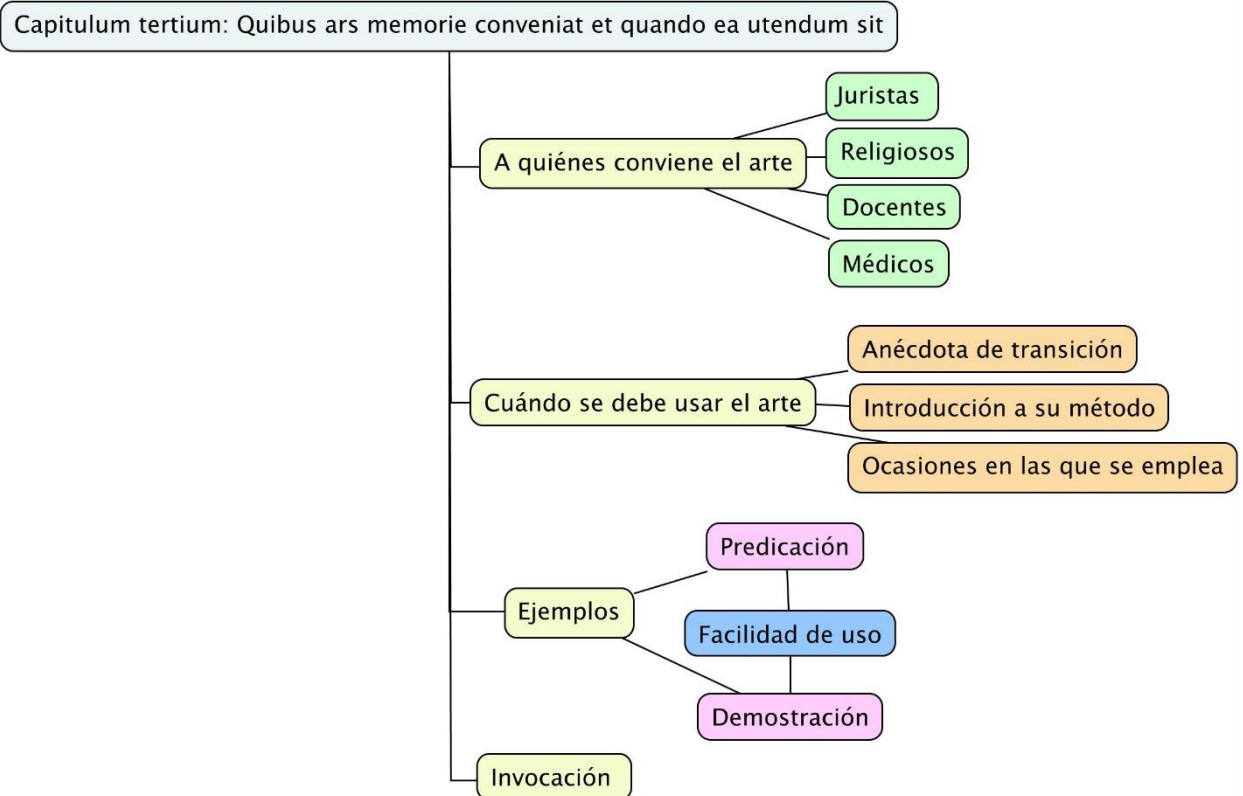 Capitulum tertium: Quibus ars memorie conveniat et quando ea utendum sit
A quiénes conviene el arte
Juristas
Religiosos
Docentes
Médicos
Cuándo se debe usar el arte
Anécdota de transición
Introducción a su método
Ocasiones en las que se emplea
Ejemplos
Predicación
Facilidad de uso
Demostración
Invocación